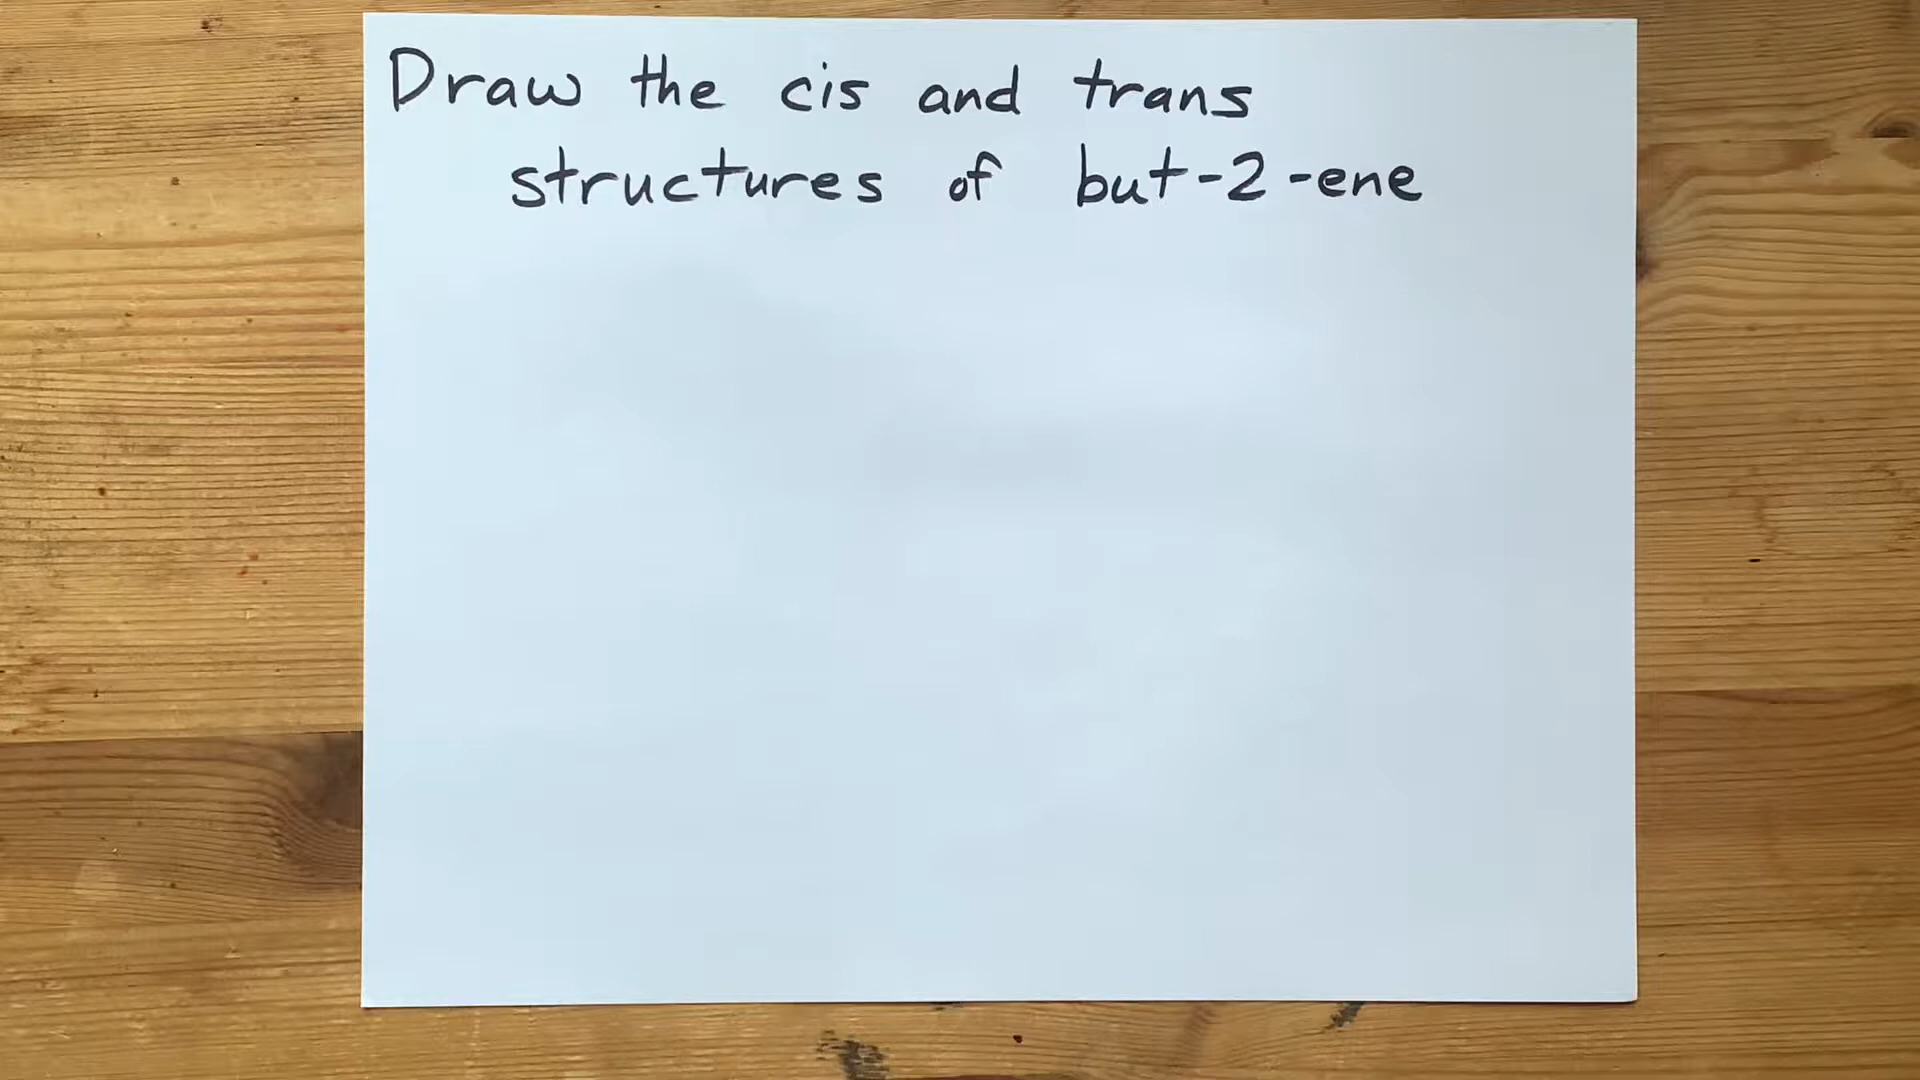 Draw the cis and trans
structures of but-2-ene